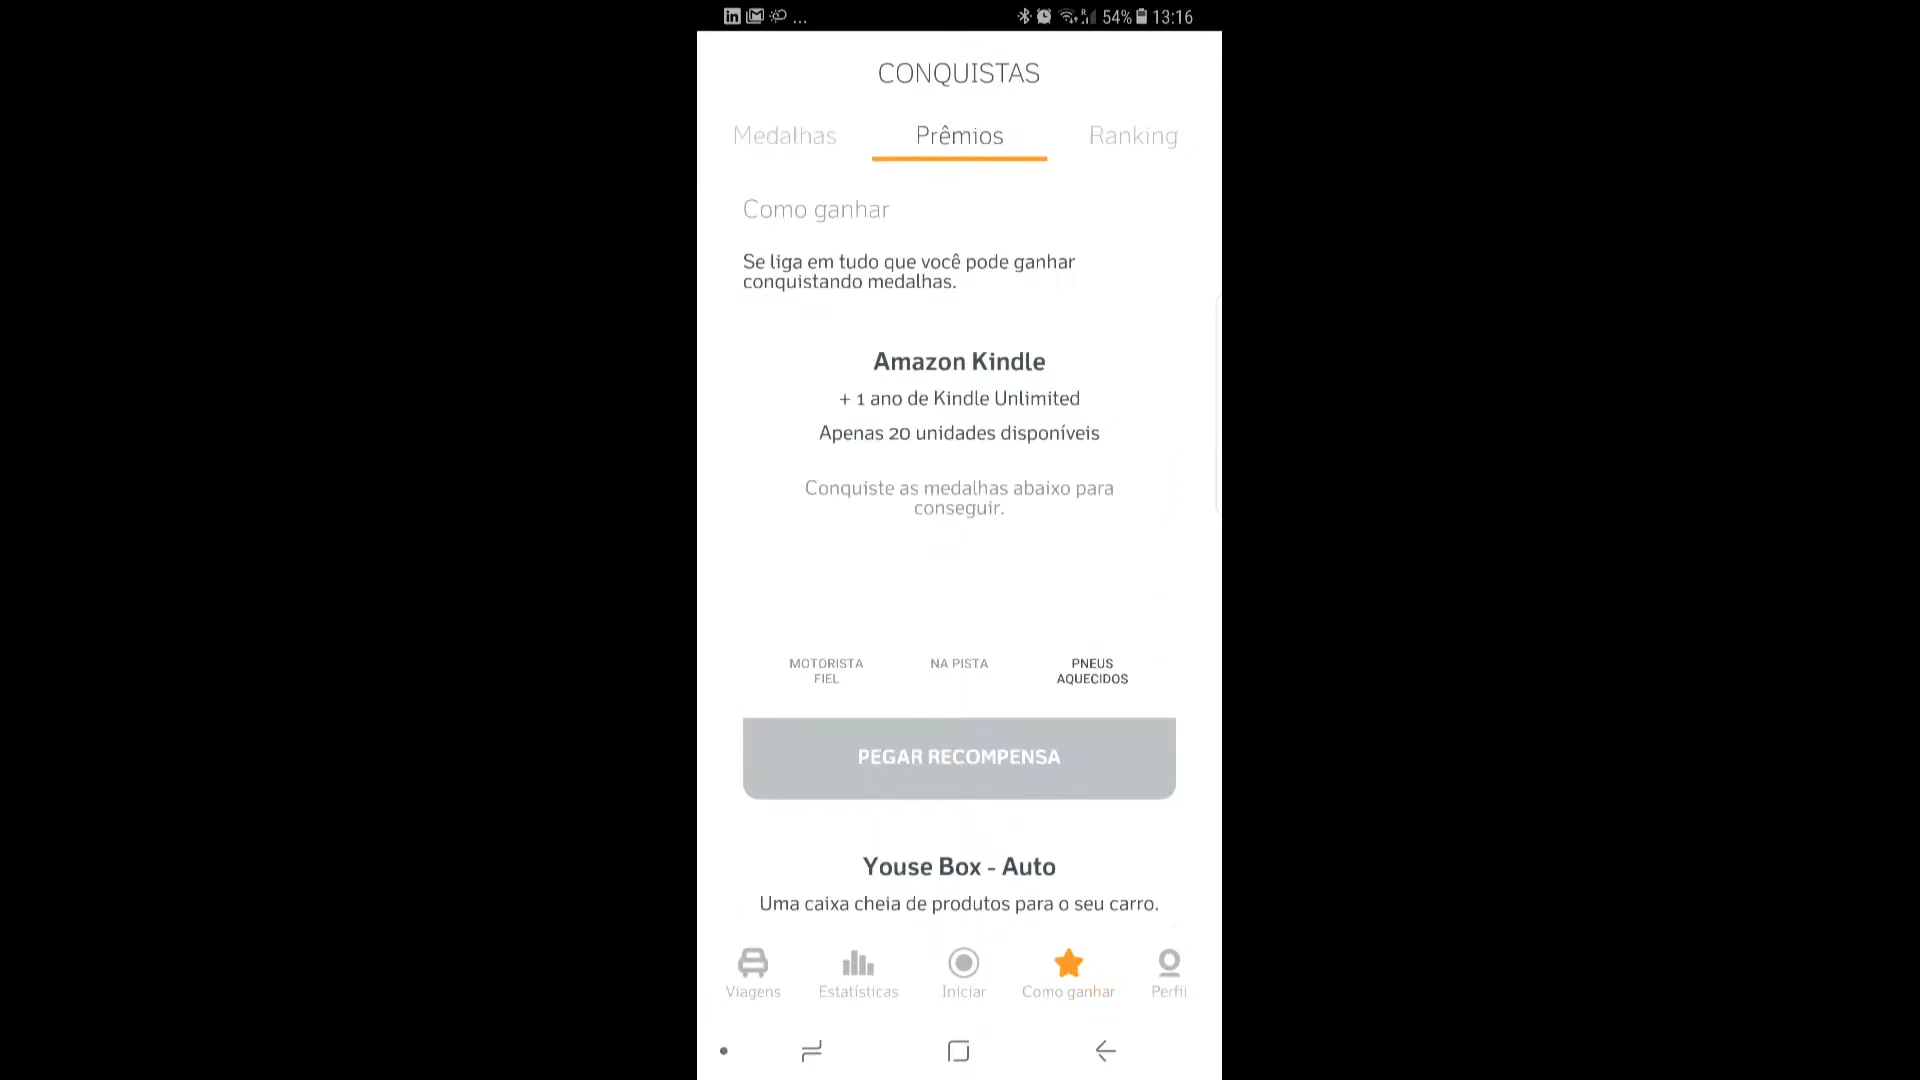 54% 13:16
CONQUISTAS
Medalhas Prêmios Ranking
Como ganhar
Se liga em tudo que você pode ganhar
conquistando medalhas.
Amazon Kindle
+ 1 ano de Kindle Unlimited
Apenas 20 unidades disponíveis
Conquiste as medalhas abaixo para
conseguir.
MOTORISTA
FIEL
NA PISTA
PNEUS
AQUECIDOS
PEGAR RECOMPENSA
Youse Box - Auto
Uma caixa cheia de produtos para o seu carro.
Viagens Estatísticas Iniciar Como ganhar Perfil